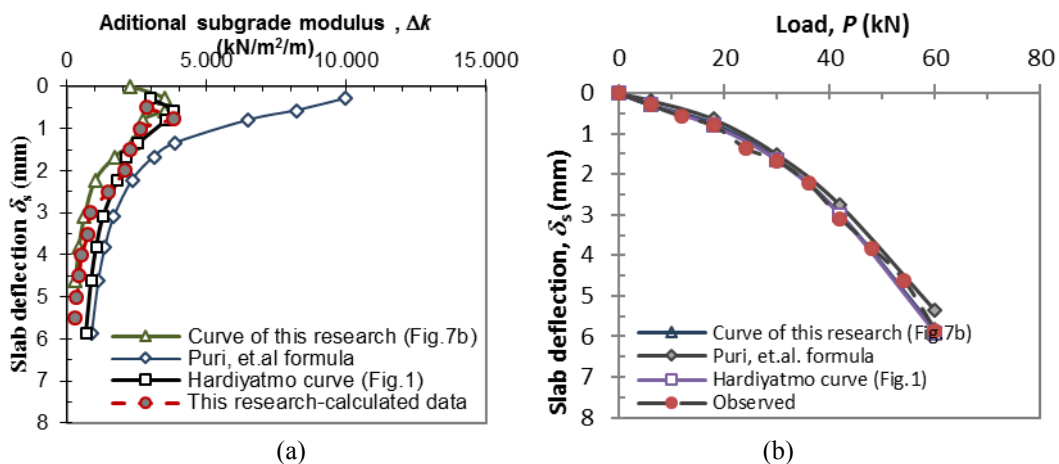 Aditional subgrade modulus , Δk
(kN/m²/m)
0 5.000 10.000 15.000
Slab deflection δs (mm)
0
1
2
3
4
5
6
7
8
Curve of this research (Fig.7b)
Puri, et.al formula
Hardiyatmo curve (Fig.1)
This research-calculated data
(a)
Load, P (kN)
0 20 40 60 80
Slab deflection, δs (mm)
0
1
2
3
4
5
6
7
8
Curve of this research (Fig.7b)
Puri, et.al. formula
Hardiyatmo curve (Fig.1)
Observed
(b)